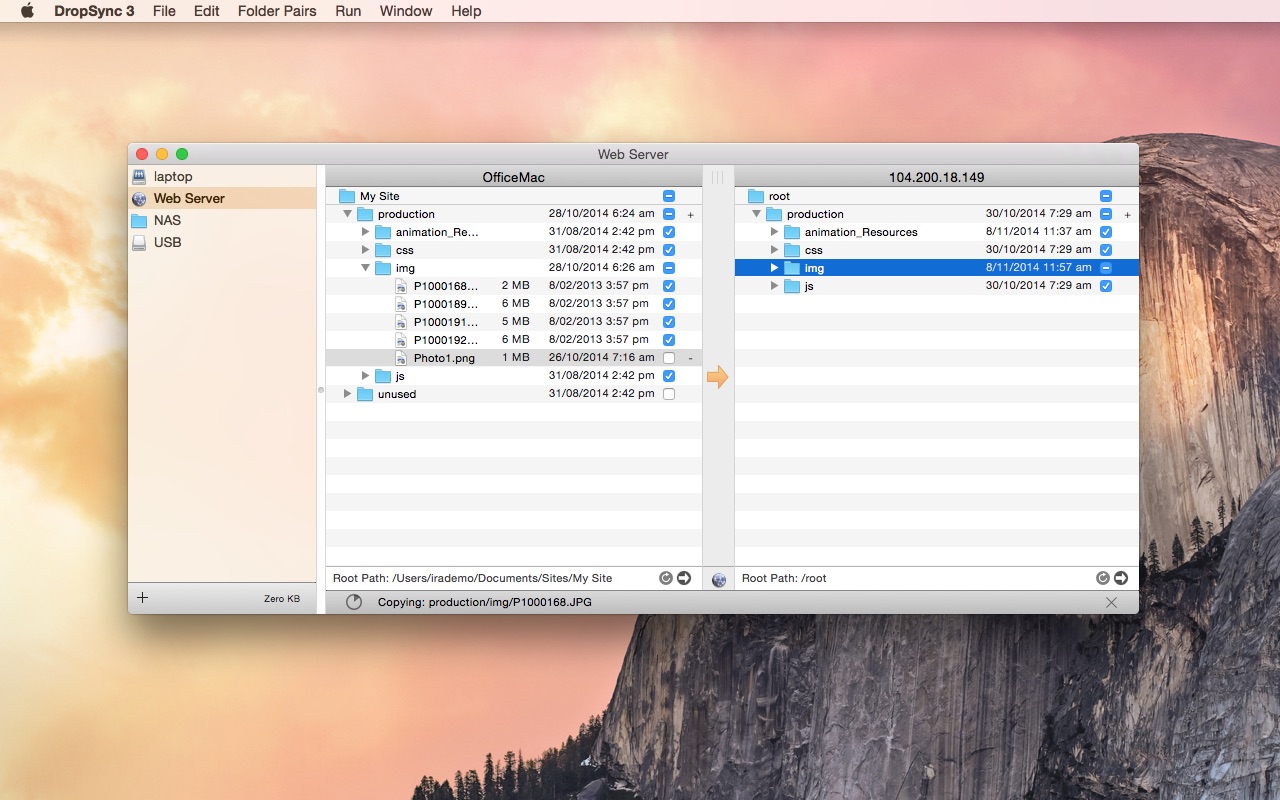 DropSync 3 File Edit Folder Pairs Run Window Help
Web Server
laptop
Web Server
NAS
USB
Zero KB
OfficeMac
My Site
production 28/10/2014 6:24 am +
animation_Re... 31/08/2014 2:42 pm
css 31/08/2014 2:42 pm
img 28/10/2014 6:26 am
P1000168... 2 MB 8/02/2013 3:57 pm
P1000189... 6 MB 8/02/2013 3:57 pm
P1000191... 5 MB 8/02/2013 3:57 pm
P1000192... 6 MB 8/02/2013 3:57 pm
Photo1.png 1 MB 26/10/2014 7:16 am -
js 31/08/2014 2:42 pm
unused 31/08/2014 2:42 pm
Root Path: /Users/irademo/Documents/Sites/My Site
104.200.18.149
root
production 30/10/2014 7:29 am +
animation_Resources 8/11/2014 11:37 am
css 30/10/2014 7:29 am
img 8/11/2014 11:57 am
js 30/10/2014 7:29 am
Root Path: /root
Copying: production/img/P1000168.JPG